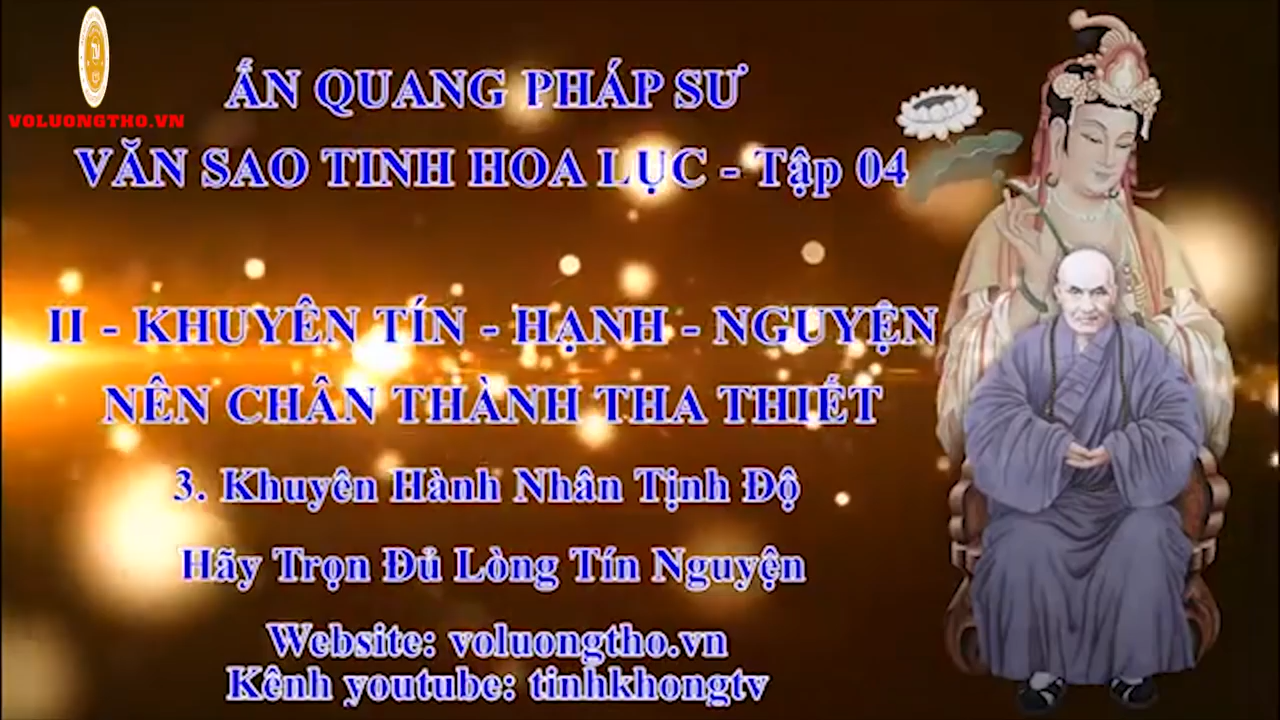 VOLUONGTHO.VN
ẤN QUANG PHÁP SƯ
VĂN SAO TINH HOA LỤC - Tập 04
II - KHUYÊN TÍN - HẠNH - NGUYỆN
NÊN CHÂN THÀNH THA THIẾT
3. Khuyên Hành Nhân Tịnh Độ
Hãy Trọn Đủ Lòng Tín Nguyện
Website: voluongtho.vn
Kênh youtube: tinhkhongtv